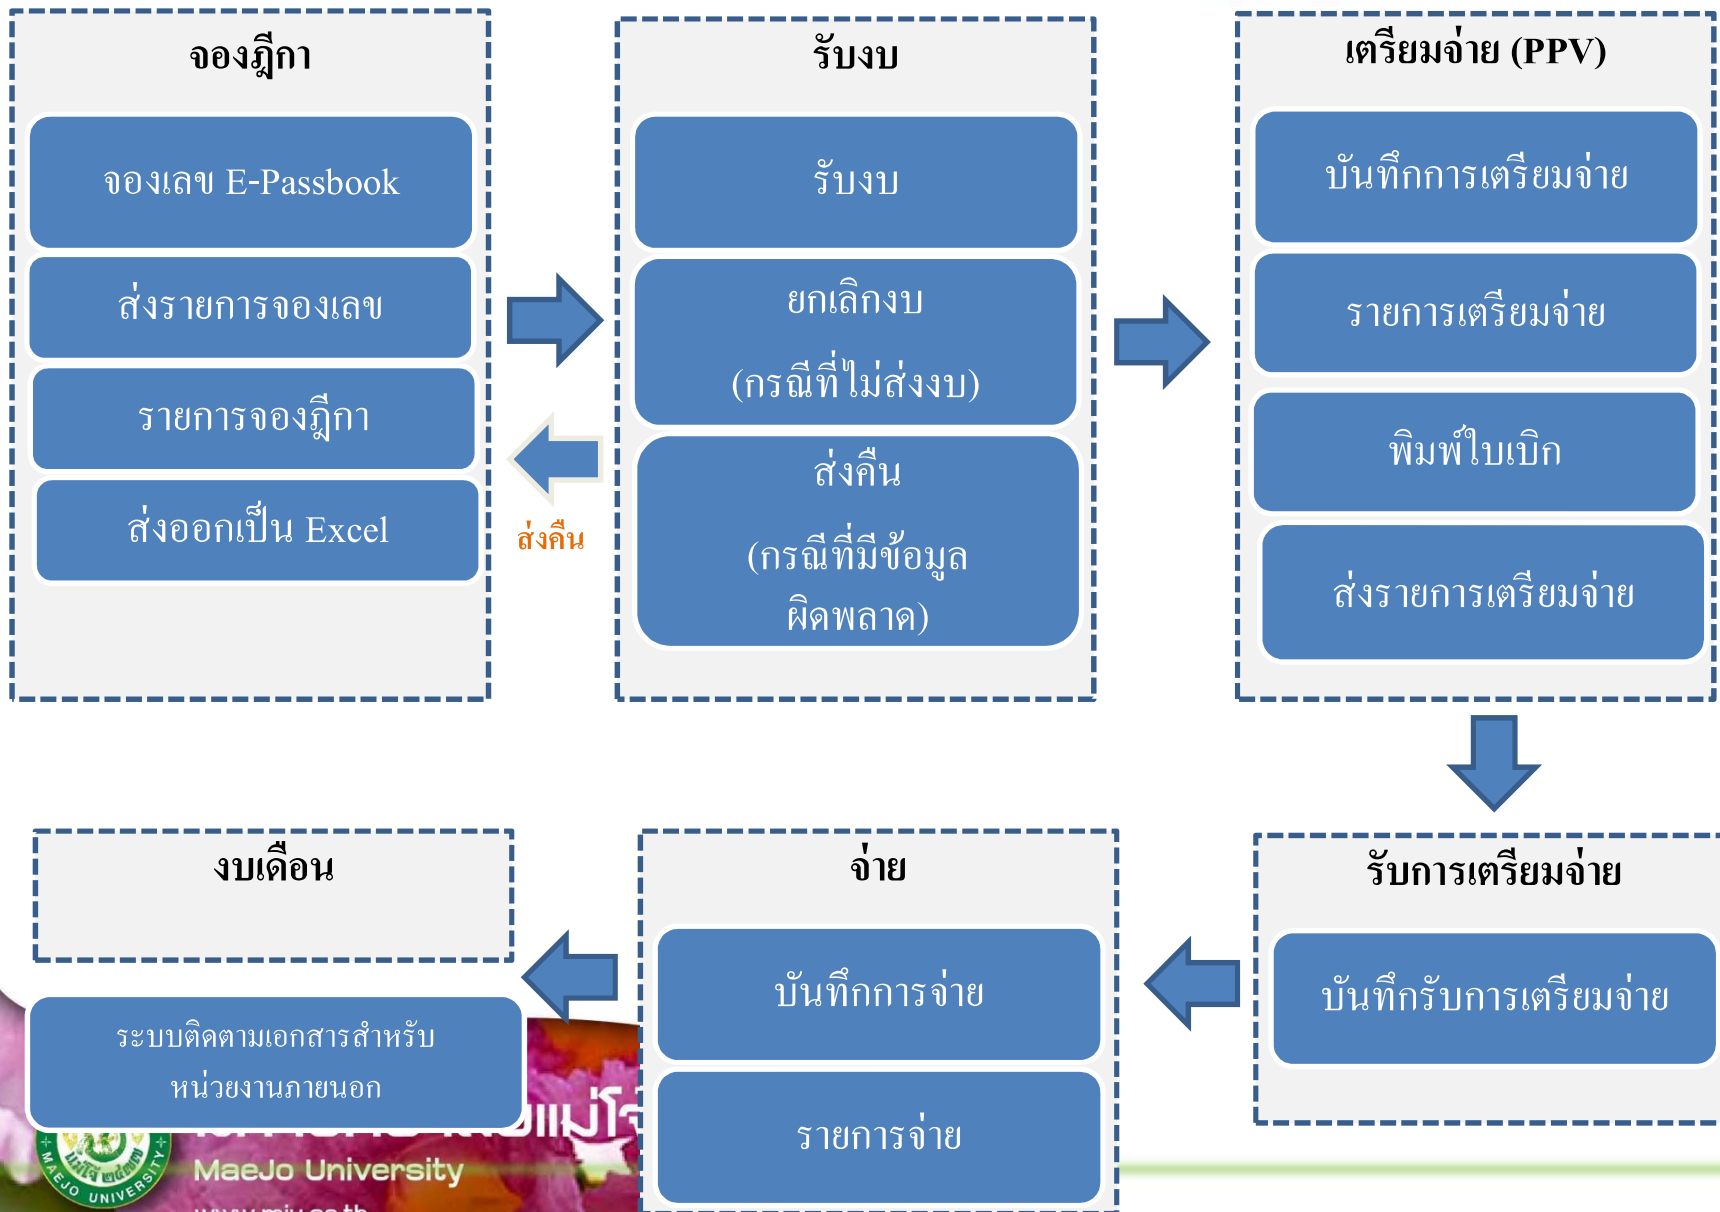 จองฎีกา
จองเลข E-Passbook
ส่งรายการจองเลข
รายการจองฎีกา
ส่งออกเป็น Excel
ส่งคืน
รับงบ
รับงบ
ยกเลิกงบ
(กรณีที่ไม่ส่งงบ)
ส่งคืน
(กรณีที่มีข้อมูล
ผิดพลาด)
เตรียมจ่าย (PPV)
บันทึกการเตรียมจ่าย
รายการเตรียมจ่าย
พิมพ์ใบเบิก
ส่งรายการเตรียมจ่าย
รับการเตรียมจ่าย
บันทึกรับการเตรียมจ่าย
จ่าย
บันทึกการจ่าย
รายการจ่าย
งบเดือน
ระบบติดตามเอกสารสำหรับ
หน่วยงานภายนอก
MaeJo University